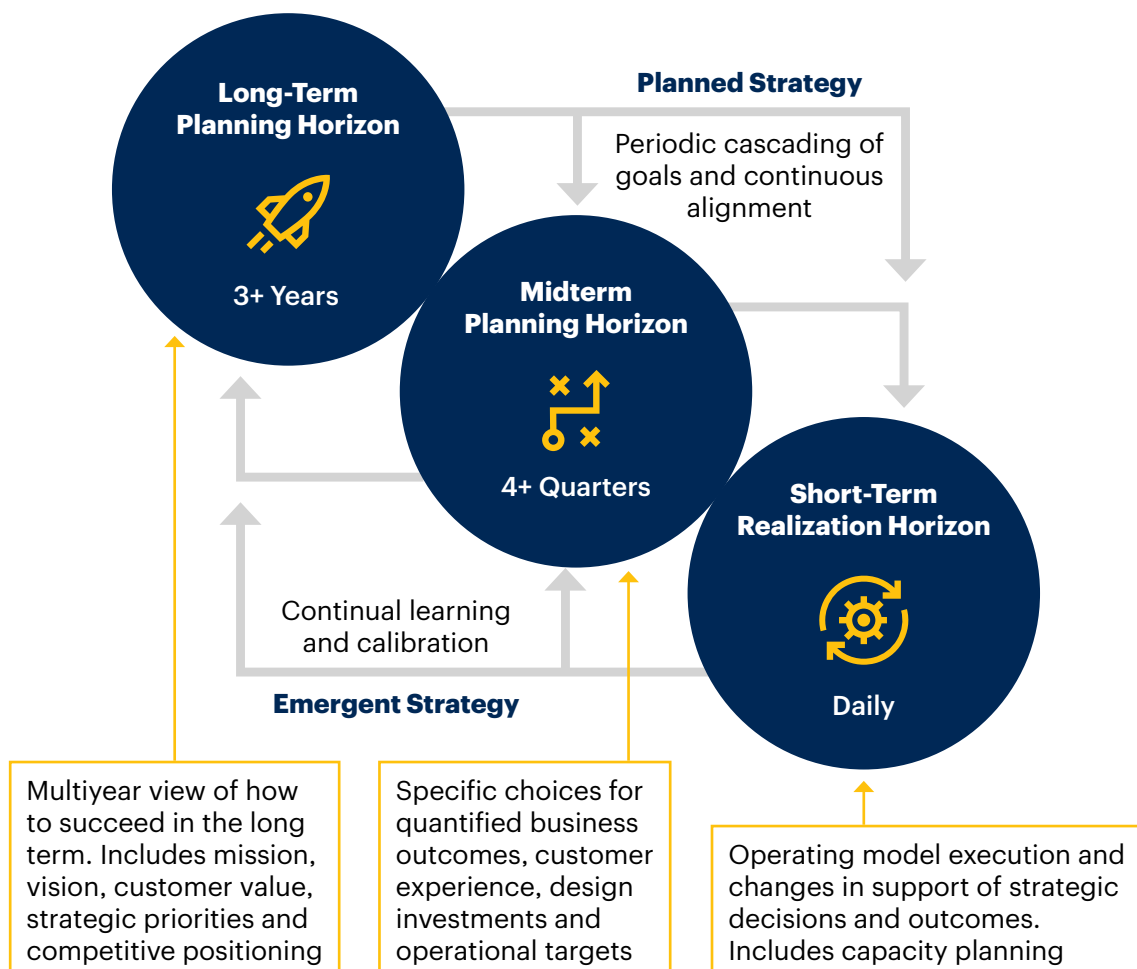 Long-Term
Planning Horizon
3+ Years
Planned Strategy
Periodic cascading of
goals and continuous
alignment
Midterm
Planning Horizon
4+ Quarters
Short-Term
Realization Horizon
Daily
Continual learning
and calibration
Emergent Strategy
Multiyear view of how
to succeed in the long
term. Includes mission,
vision, customer value,
strategic priorities and
competitive positioning
Specific choices for
quantified business
outcomes, customer
experience, design
investments and
operational targets
Operating model execution and
changes in support of strategic
decisions and outcomes.
Includes capacity planning